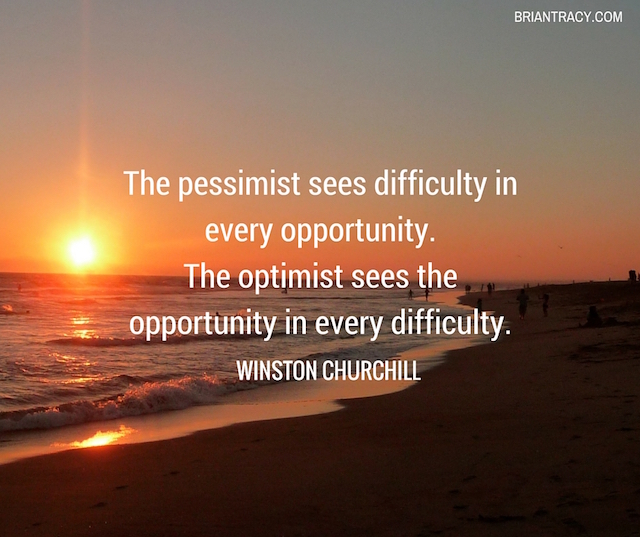 BRIANTRACY.COM
The pessimist sees difficulty in
every opportunity.
The optimist sees the
opportunity in every difficulty.
WINSTON CHURCHILL